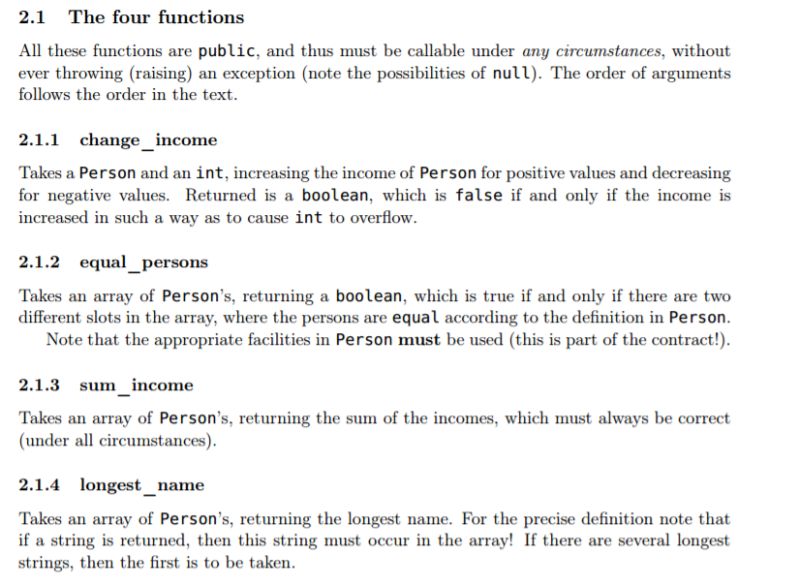 2.1 The four functions
All these functions are public, and thus must be callable under any circumstances, without
ever throwing (raising) an exception (note the possibilities of null). The order of arguments
follows the order in the text.
2.1.1 change_income
Takes a Person and an int, increasing the income of Person for positive values and decreasing
for negative values. Returned is a boolean, which is false if and only if the income is
increased in such a way as to cause int to overflow.
2.1.2 equal_persons
Takes an array of Person's, returning a boolean, which is true if and only if there are two
different slots in the array, where the persons are equal according to the definition in Person.
Note that the appropriate facilities in Person must be used (this is part of the contract!).
2.1.3 sum_income
Takes an array of Person's, returning the sum of the incomes, which must always be correct
(under all circumstances).
2.1.4 longest_name
Takes an array of Person's, returning the longest name. For the precise definition note that
if a string is returned, then this string must occur in the array! If there are several longest
strings, then the first is to be taken.